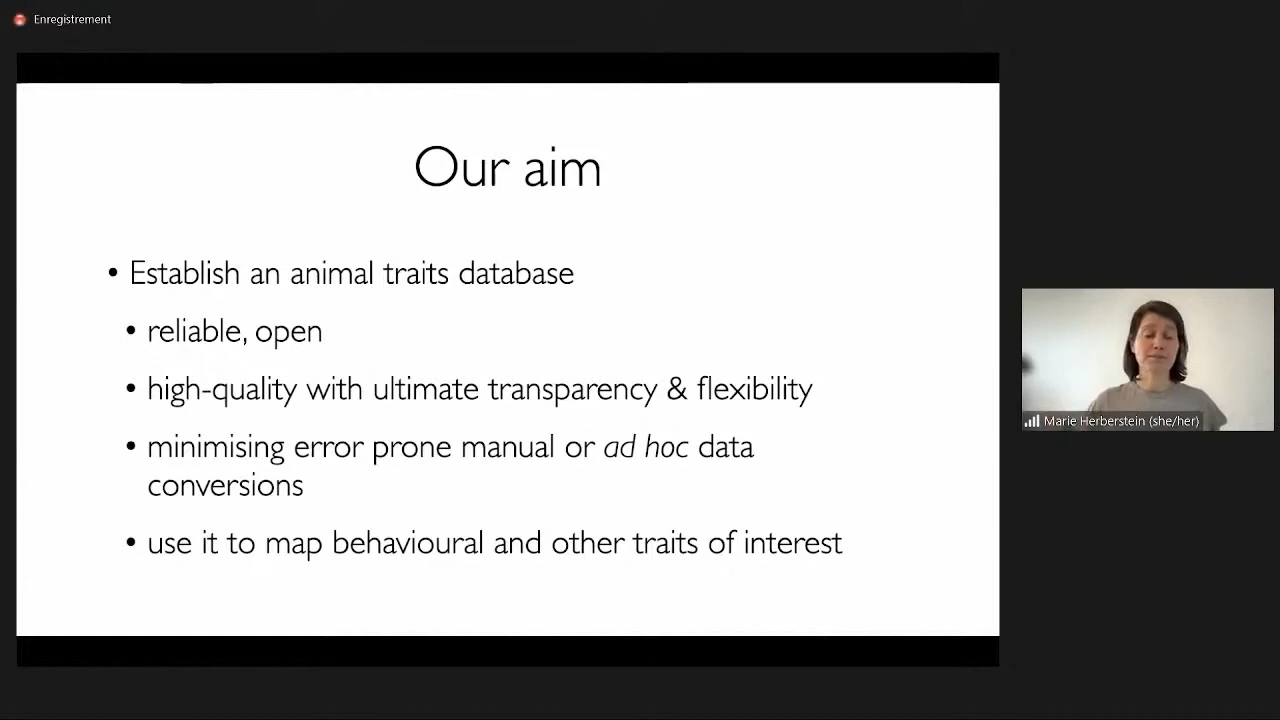 Enregistrement
Our aim
• Establish an animal traits database
• reliable, open
• high-quality with ultimate transparency & flexibility
• minimising error prone manual or ad hoc data
conversions
• use it to map behavioural and other traits of interest
Marie Herberstein (she/her)